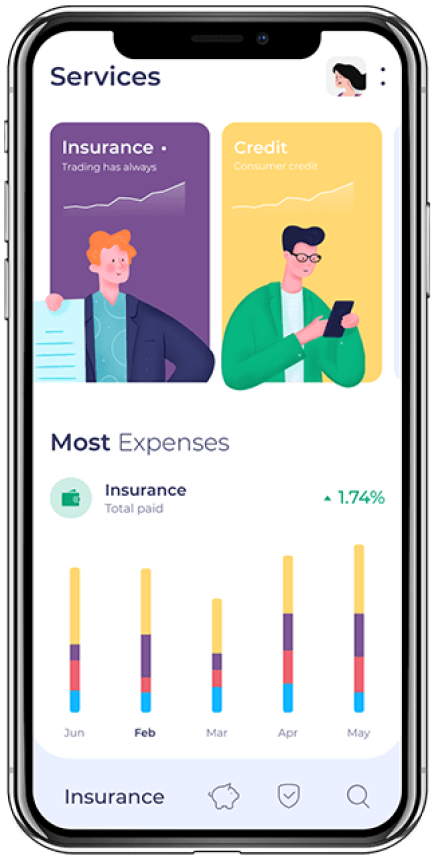 Services
Insurance •
Trading has always
Credit
Consumer credit
Most Expenses
Insurance
Total paid
▲ 1.74%
Jun
Feb
Mar
Apr
May
Insurance